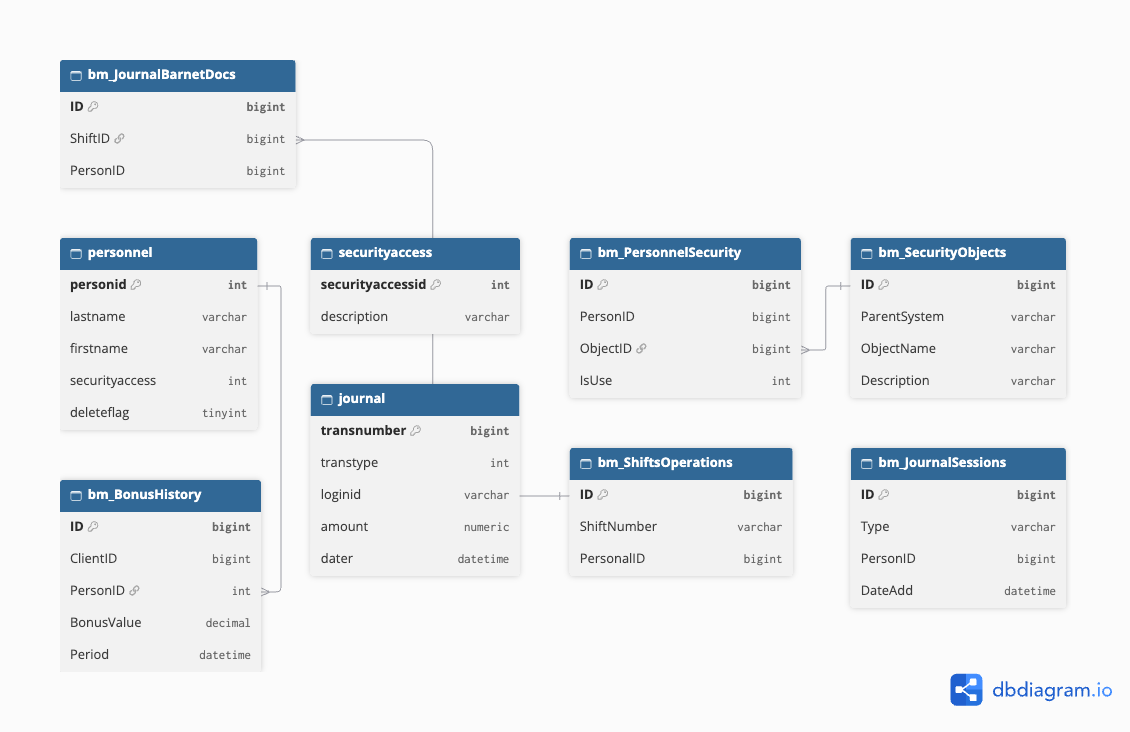 bm_JournalBarnetDocs
ID bigint
ShiftID bigint
PersonID bigint
personnel
personid int
lastname varchar
firstname varchar
securityaccess int
deleteflag tinyint
securityaccess
securityaccessid int
description varchar
bm_PersonnelSecurity
ID bigint
PersonID bigint
ObjectID bigint
IsUse int
bm_SecurityObjects
ID bigint
ParentSystem varchar
ObjectName varchar
Description varchar
journal
transnumber bigint
transtype int
loginid varchar
amount numeric
dater datetime
bm_ShiftsOperations
ID bigint
ShiftNumber varchar
PersonalID bigint
bm_JournalSessions
ID bigint
Type varchar
PersonID bigint
DateAdd datetime
bm_BonusHistory
ID bigint
ClientID bigint
PersonID int
BonusValue decimal
Period datetime
dbdiagram.io